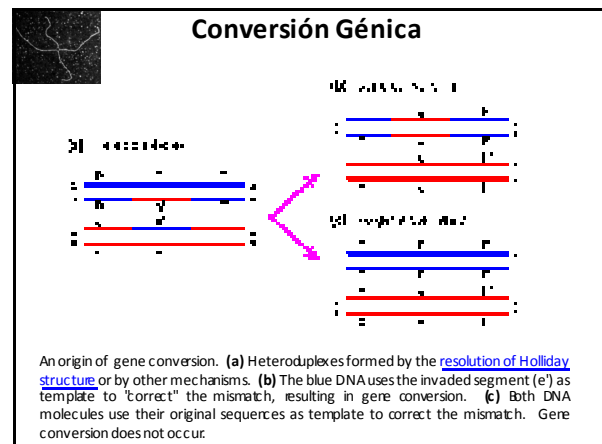 Conversión Génica
An origin of gene conversion. (a) Heteroduplexes formed by the resolution of Holliday
structure or by other mechanisms. (b) The blue DNA uses the invaded segment (e') as
template to "correct" the mismatch, resulting in gene conversion. (c) Both DNA
molecules use their original sequences as template to correct the mismatch. Gene
conversion does not occur.